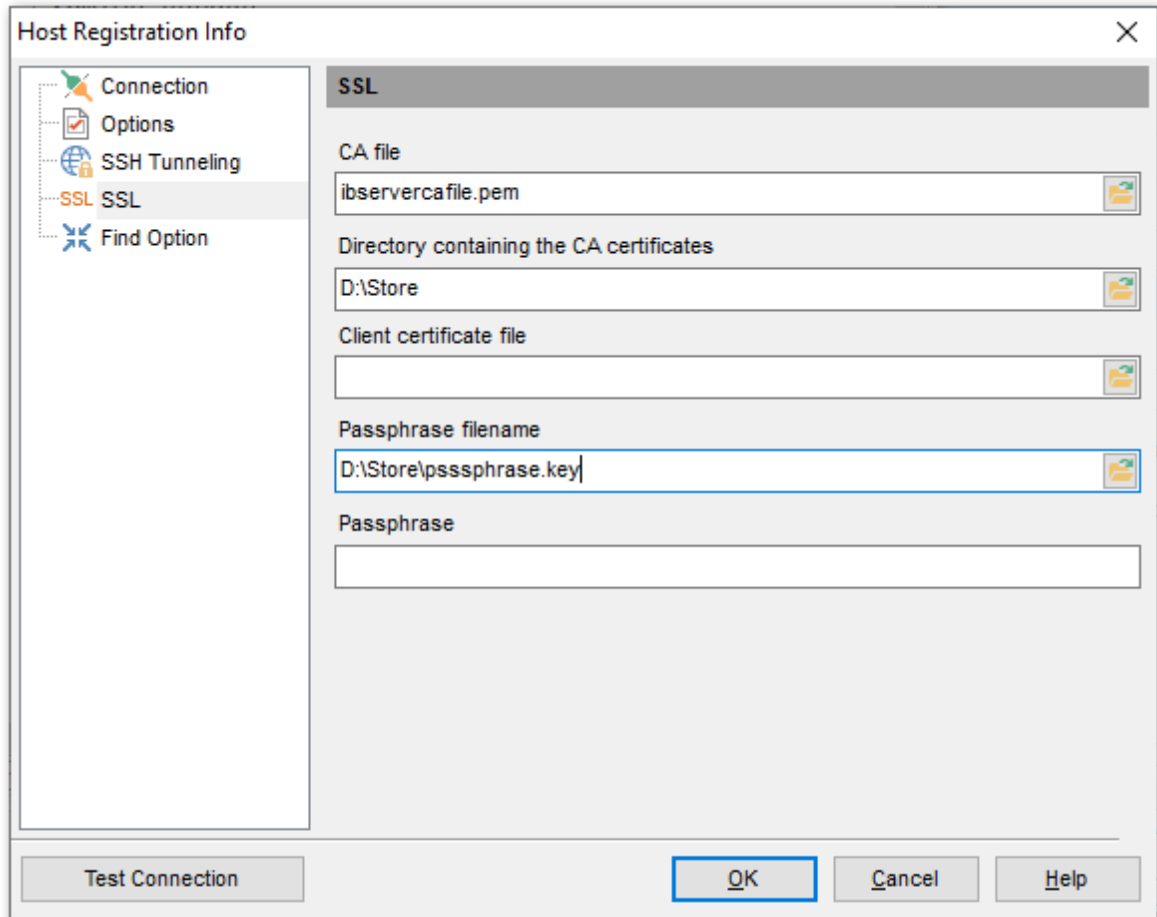 Host Registration Info
Connection
Options
SSH Tunneling
SSL SSL
Find Option
SSL
CA file
ibservercafile.pem
Directory containing the CA certificates
D:\Store
Client certificate file
Passphrase filename
D:\Store\psssphrase.key
Passphrase
Test Connection
OK
Cancel
Help